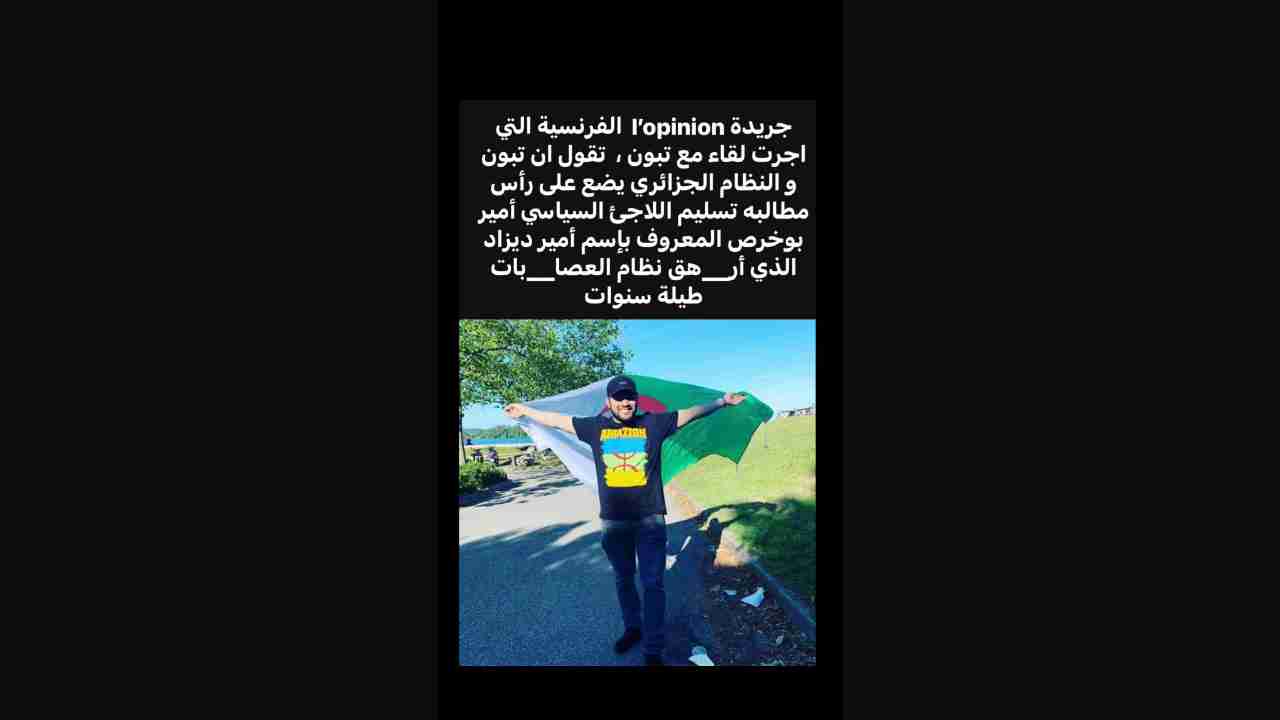 جريدة l’opinion الفرنسية التي
اجرت لقاء مع تبون ، تقول ان تبون
و النظام الجزائري يضع على رأس
مطالبه تسليم اللاجئ السياسي أمير
بوخرص المعروف بإسم أمير ديزاد
الذي أر__هق نظام العصا__بات
طيلة سنوات
AMAZIGH